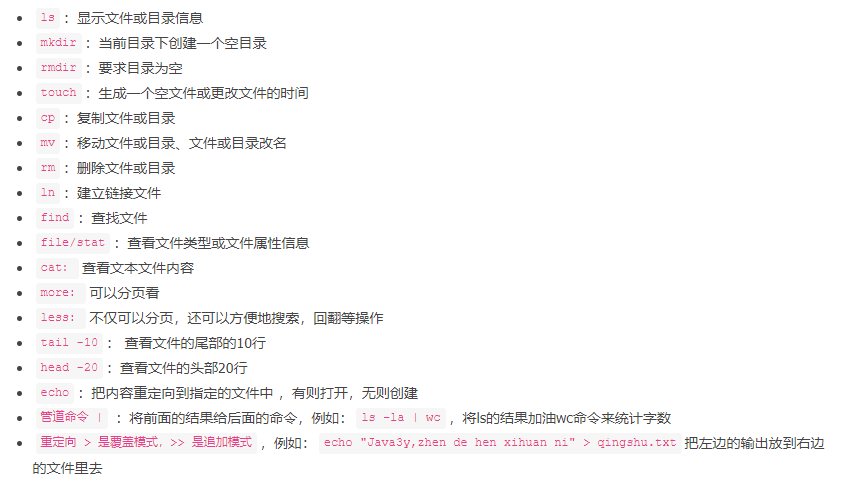 ls：显示文件或目录信息
mkdir：当前目录下创建一个空目录
rmdir：要求目录为空
touch：生成一个空文件或更改文件的时间
cp：复制文件或目录
mv：移动文件或目录、文件或目录改名
rm：删除文件或目录
ln：建立链接文件
find：查找文件
file/stat：查看文件类型或文件属性信息
cat: 查看文本文件内容
more: 可以分页看
less: 不仅可以分页，还可以方便地搜索，回翻等操作
tail -10： 查看文件的尾部的10行
head -20：查看文件的头部20行
echo：把内容重定向到指定的文件中 ，有则打开，无则创建
管道命令 | ：将前面的结果给后面的命令，例如： ls -la | wc ，将ls的结果加油wc命令来统计字数
重定向 > 是覆盖模式，>> 是追加模式 ，例如： echo "Java3y,zhen de hen xihuan ni" > qingshu.txt 把左边的输出放到右边
的文件里去